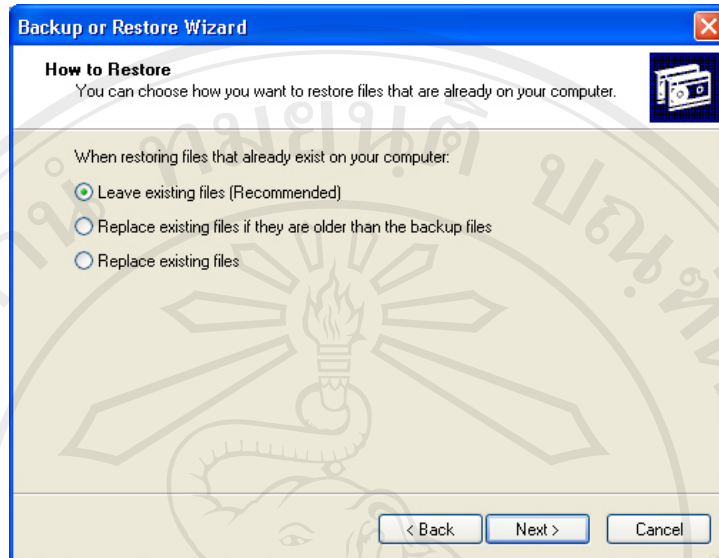 Backup or Restore Wizard
How to Restore
You can choose how you want to restore files that are already on your computer.
When restoring files that already exist on your computer:
Leave existing files (Recommended)
Replace existing files if they are older than the backup files
Replace existing files
< Back
Next >
Cancel